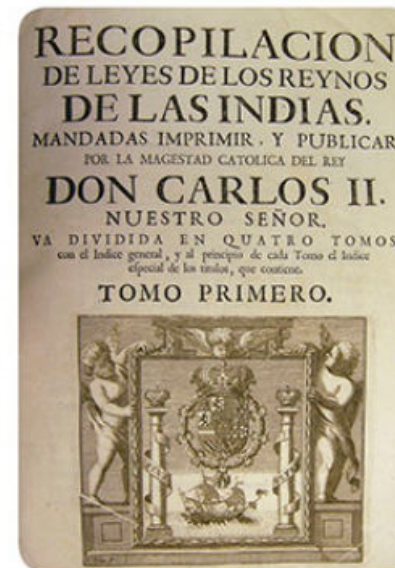 RECOPILACION
DE LEYES DE LOS REYNOS
DE LAS INDIAS.
MANDADAS IMPRIMIR, Y PUBLICAR
POR LA MAGESTAD CATOLICA DEL REY
DON CARLOS II.
NUESTRO SEÑOR.
VA DIVIDIDA EN QUATRO TOMOS
con el Indice general, y al principio de cada Tomo el Indice
especial de los titulos, que contiene.
TOMO PRIMERO.